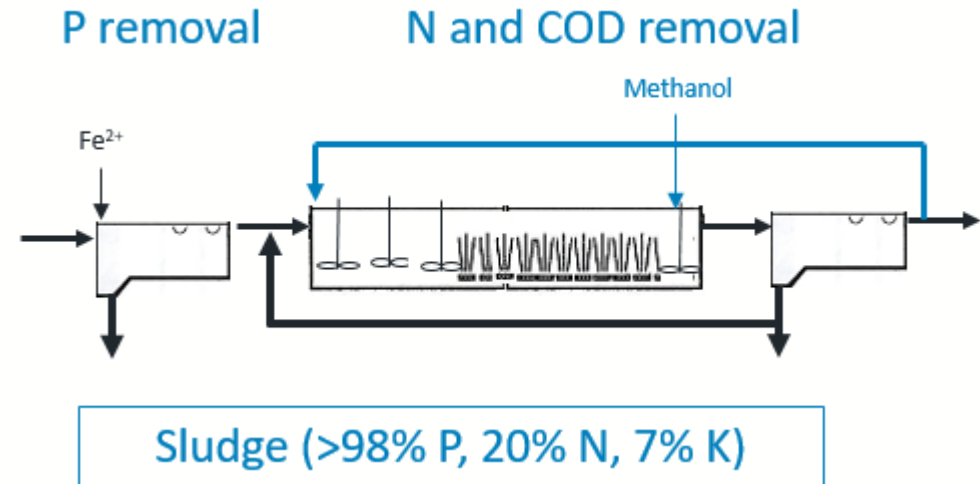 P removal
N and COD removal
Methanol
Fe²⁺
Sludge (>98% P, 20% N, 7% K)